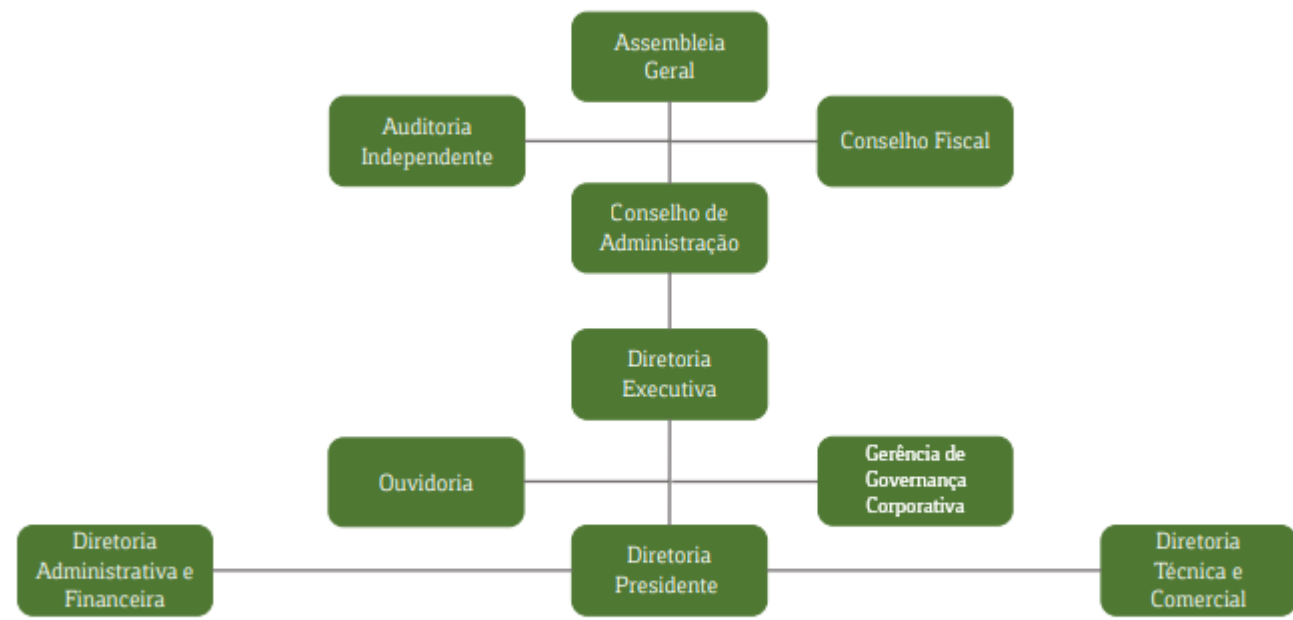 Assembleia
Geral
Auditoria
Independente
Conselho Fiscal
Conselho de
Administração
Diretoria
Executiva
Ouvidoria
Gerência de
Governança
Corporativa
Diretoria
Administrativa e
Financeira
Diretoria
Presidente
Diretoria
Técnica e
Comercial